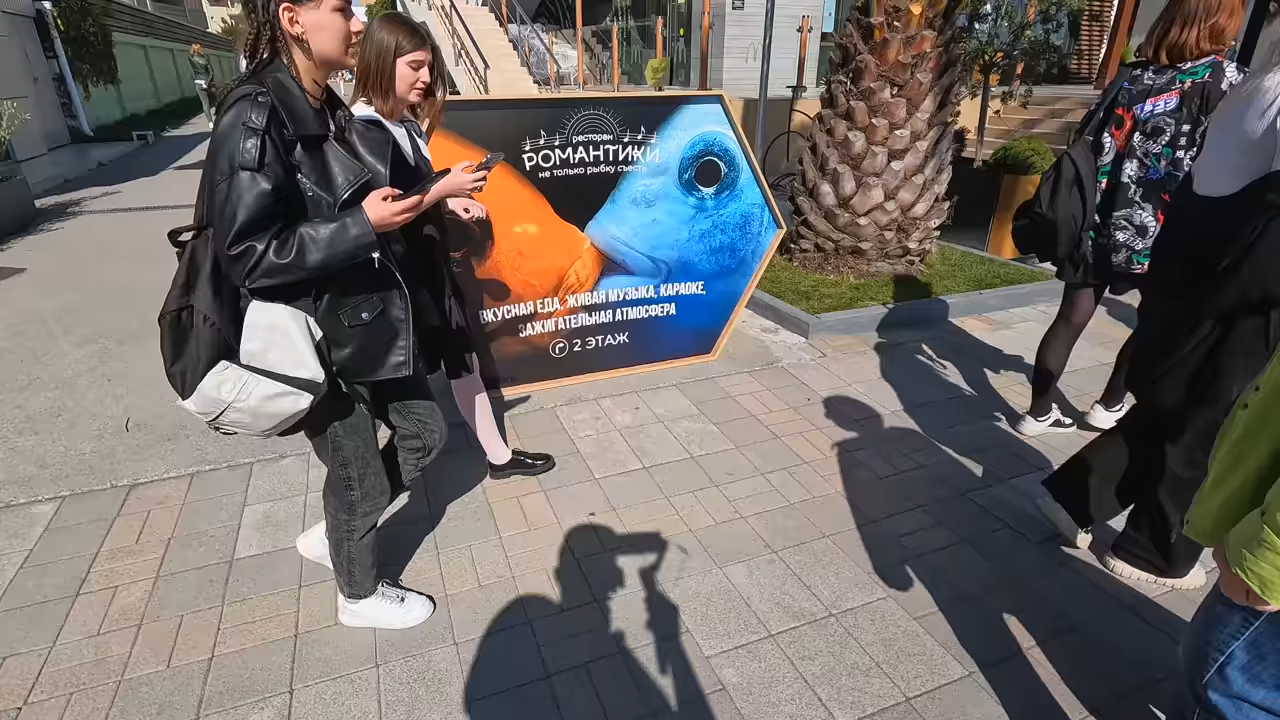 ресторан
РОМАНТИКИ
не только рыбку съесть
ВКУСНАЯ ЕДА, ЖИВАЯ МУЗЫКА, КАРАОКЕ,
ЗАЖИГАТЕЛЬНАЯ АТМОСФЕРА
2 ЭТАЖ